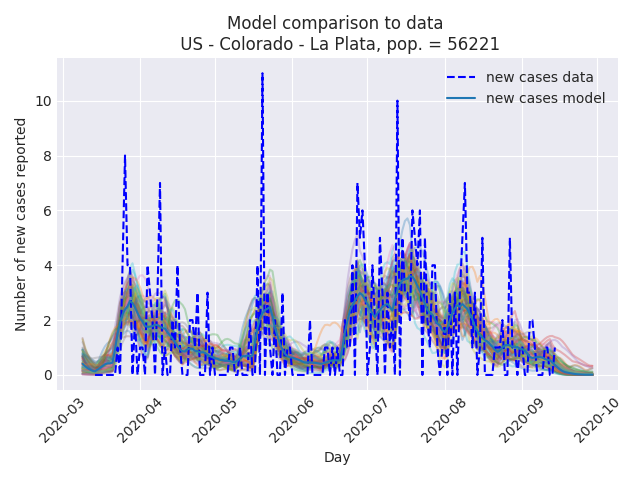 Model comparison to data
US - Colorado - La Plata, pop. = 56221
new cases data
new cases model
Number of new cases reported
10
8
6
4
2
0
2020-03
2020-04
2020-05
2020-06
2020-07
2020-08
2020-09
2020-10
Day